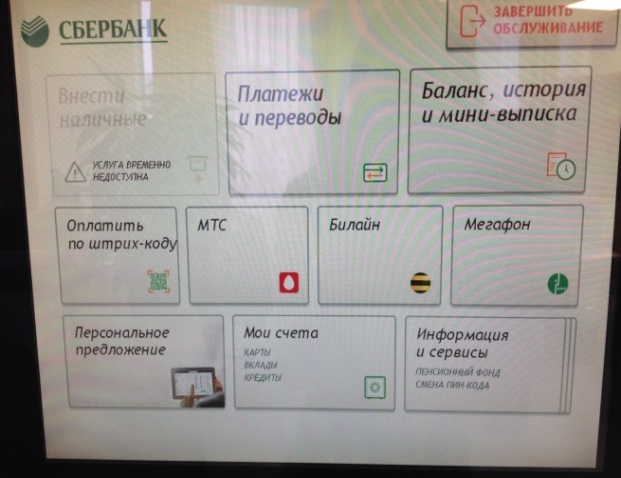 СБЕРБАНК
ЗАВЕРШИТЬ
ОБСЛУЖИВАНИЕ
Внести
наличные
УСЛУГА ВРЕМЕННО
НЕДОСТУПНА
Платежи
и переводы
Баланс, история
и мини-выписка
Оплатить
по штрих-коду
МТС
Билайн
Мегафон
Персональное
предложение
Мои счета
КАРТЫ
ВКЛАДЫ
КРЕДИТЫ
Информация
и сервисы
ПЕНСИОННЫЙ ФОНД
СМЕНА ПИН-КОДА